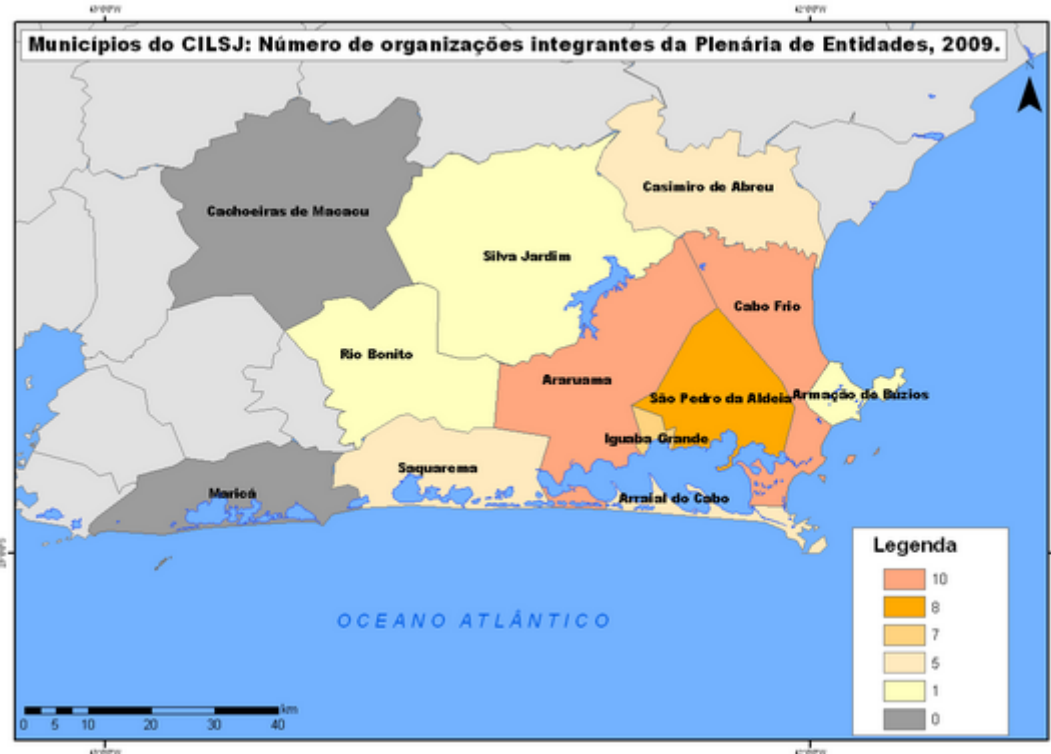 Municípios do CILSJ: Número de organizações integrantes da Plenária de Entidades, 2009.
Casimiro de Abreu
Cachoeiras de Macacu
Silva Jardim
Cabo Frio
Rio Bonito
Araruama
São Pedro da Aldeia
Armação de Búzios
Iguaba Grande
Saquarema
Maricá
Arraial do Cabo
Legenda
10
8
7
5
1
0
OCEANO ATLÂNTICO
km
0 5 10 20 30 40